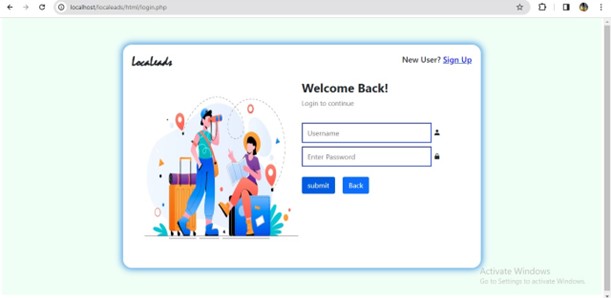 localhost/localeads/html/login.php
LocaLeads
New User? Sign Up
Welcome Back!
Login to continue
Username
Enter Password
submit
Back
Activate Windows
Go to Settings to activate Windows.